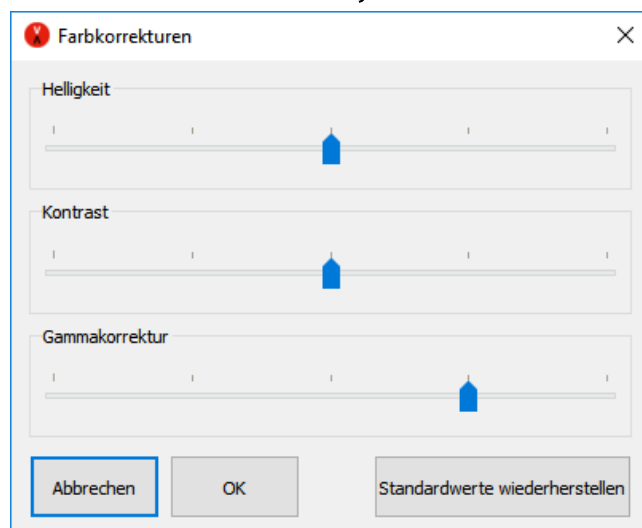 Farbkorrekturen
Helligkeit
Kontrast
Gammakorrektur
Abbrechen OK Standardwerte wiederherstellen